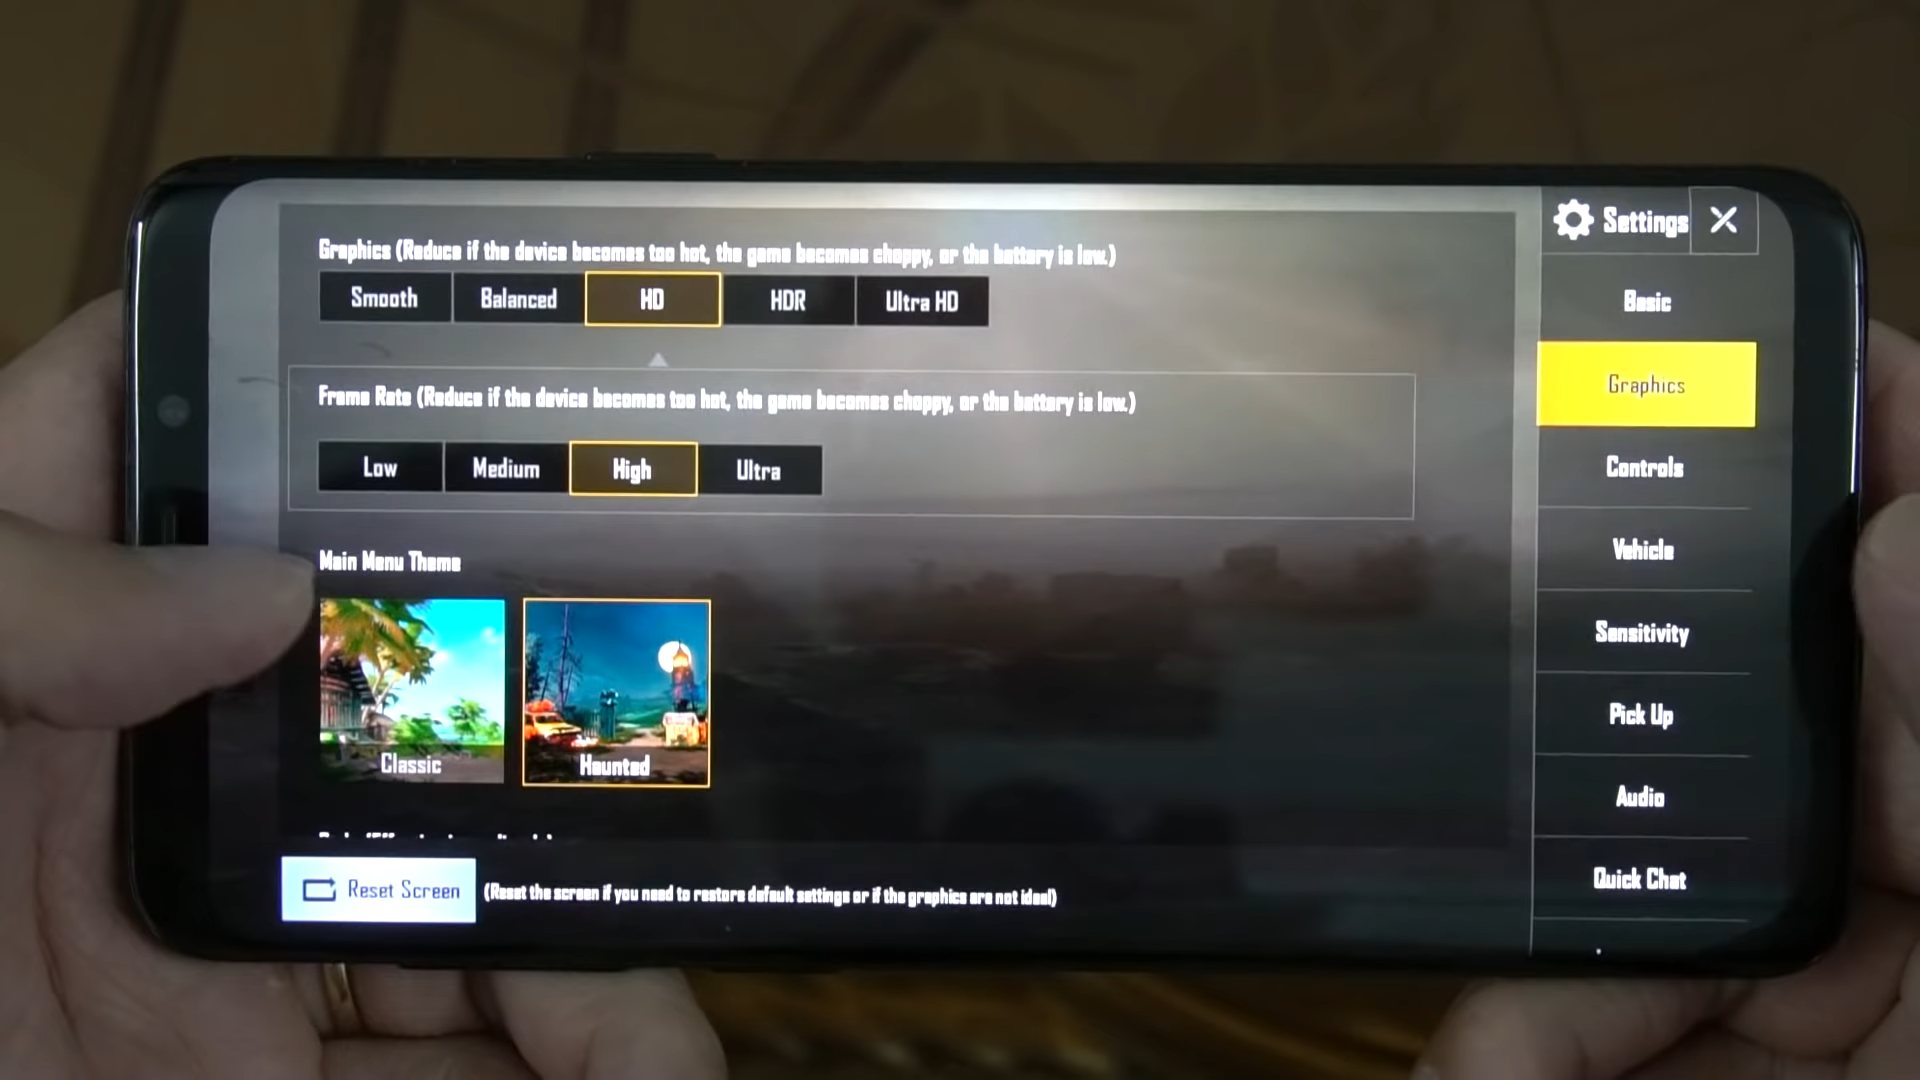 Graphics (Reduce if the device becomes too hot, the game becomes choppy, or the battery is low.)
Smooth
Balanced
HD
HDR
Ultra HD
Frame Rate (Reduce if the device becomes too hot, the game becomes choppy, or the battery is low.)
Low
Medium
High
Ultra
Main Menu Theme
Classic
Haunted
Reset Screen
(Reset the screen if you need to restore default settings or if the graphics are not ideal)
Settings
Basic
Graphics
Controls
Vehicle
Sensitivity
Pick Up
Audio
Quick Chat